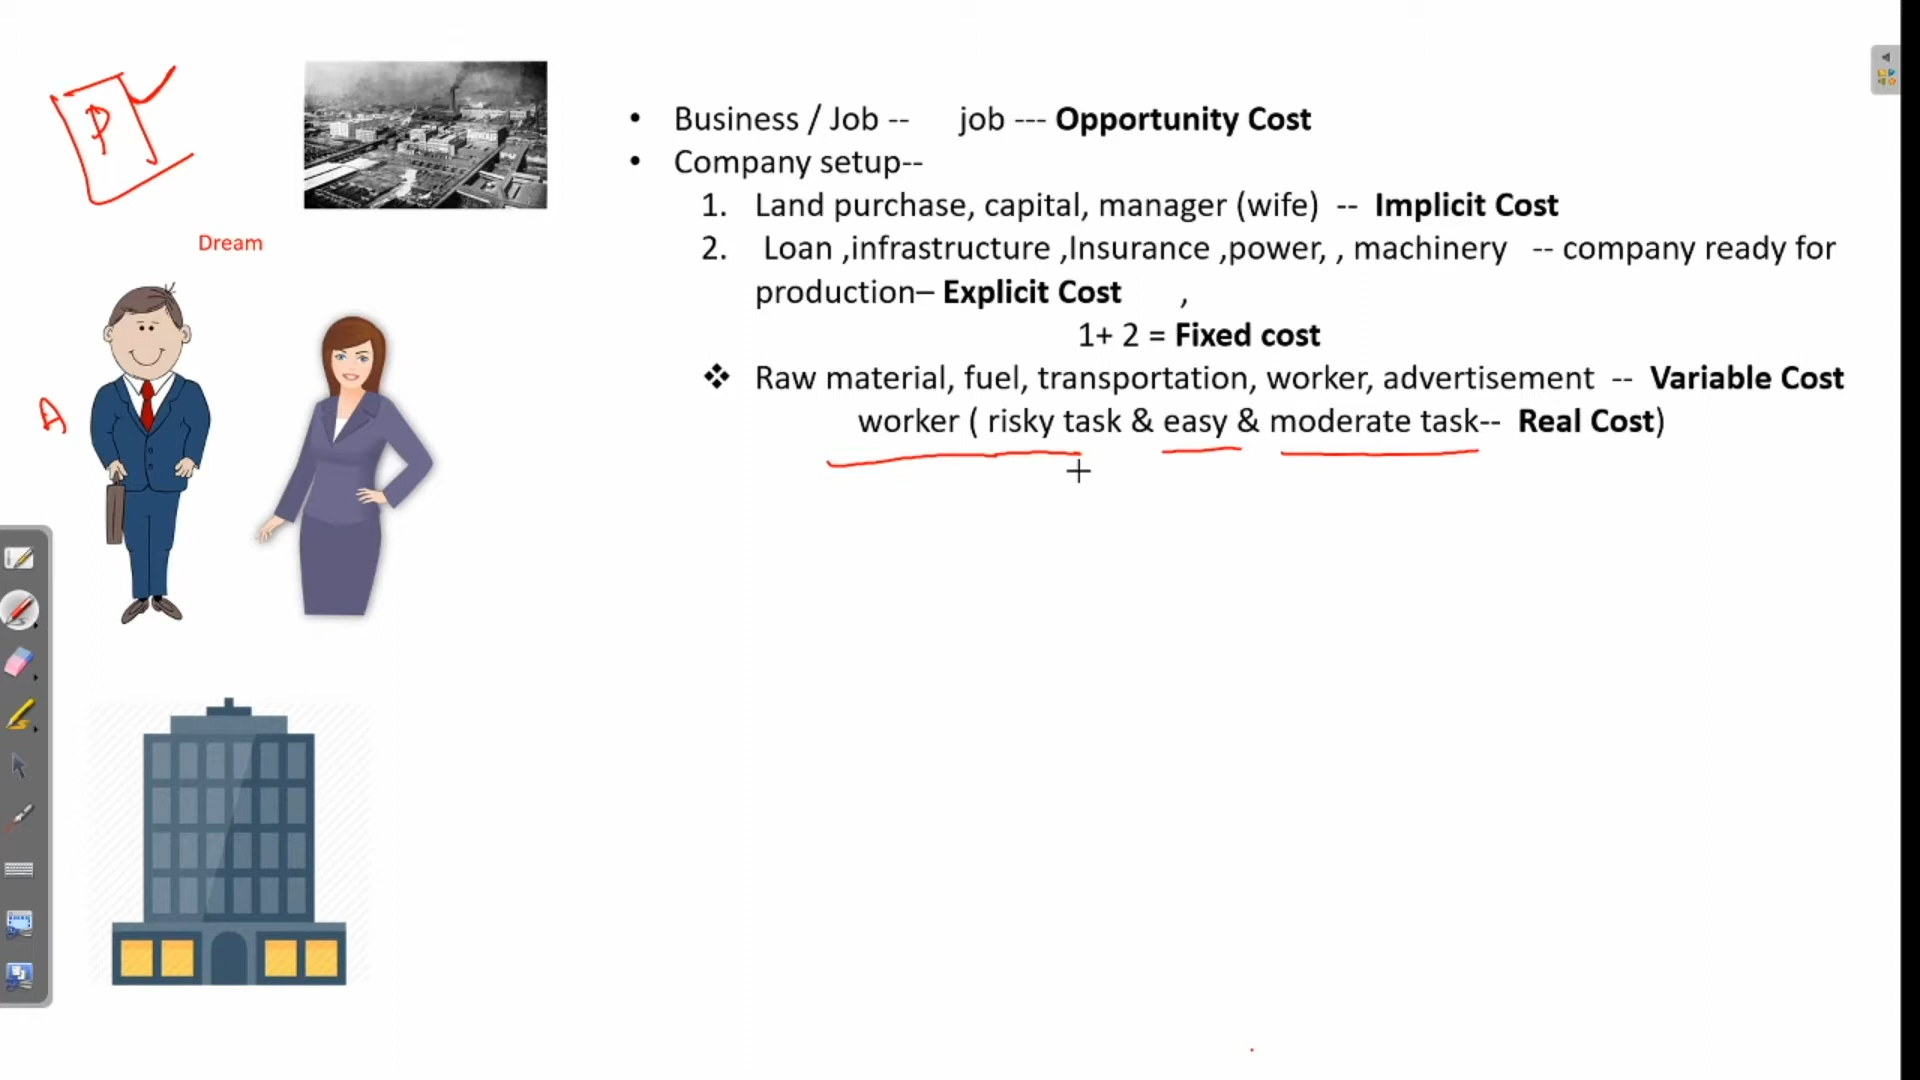 P
Dream
A
• Business / Job -- job --- Opportunity Cost
• Company setup--
1. Land purchase, capital, manager (wife) -- Implicit Cost
2. Loan ,infrastructure ,Insurance ,power, , machinery -- company ready for
production– Explicit Cost ,
1+ 2 = Fixed cost
❖ Raw material, fuel, transportation, worker, advertisement -- Variable Cost
worker ( risky task & easy & moderate task-- Real Cost)